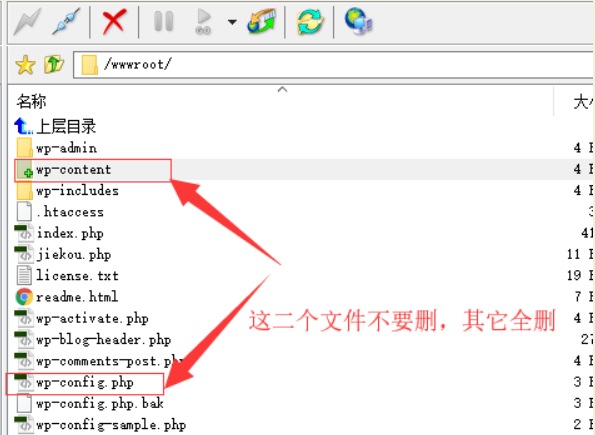 GO
/wwwroot/
名称
大
上层目录
wp-admin 4
wp-content 4
wp-includes 4
.htaccess 3
index.php 41
jiekou.php 11
license.txt 19
readme.html 7
wp-activate.php 4
这二个文件不要删，其它全删
wp-blog-header.php 27
wp-comments-post.php 4
wp-config.php 3
wp-config.php.bak 3
wp-config-sample.php 2